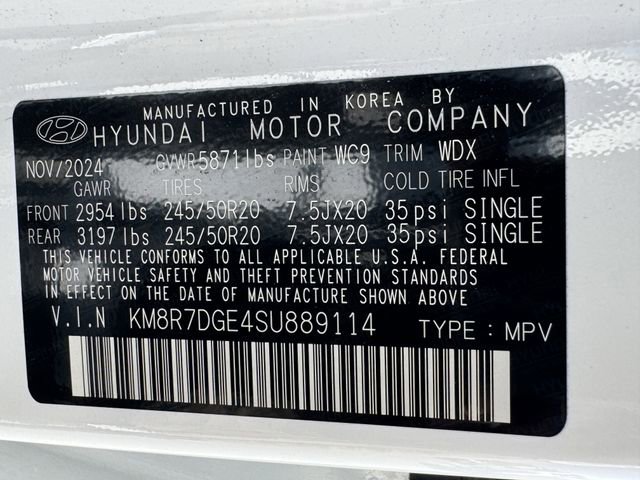 MANUFACTURED IN KOREA BY
HYUNDAI MOTOR COMPANY
NOV/2024 GVWR5871lbs PAINT WC9 TRIM WDX
GAWR TIRES RIMS COLD TIRE INFL
FRONT 2954lbs 245/50R20 7.5JX20 35psi SINGLE
REAR 3197lbs 245/50R20 7.5JX20 35psi SINGLE
THIS VEHICLE CONFORMS TO ALL APPLICABLE U.S.A. FEDERAL
MOTOR VEHICLE SAFETY AND THEFT PREVENTION STANDARDS
IN EFFECT ON THE DATE OF MANUFACTURE SHOWN ABOVE
V.I.N KM8R7DGE4SU889114 TYPE : MPV